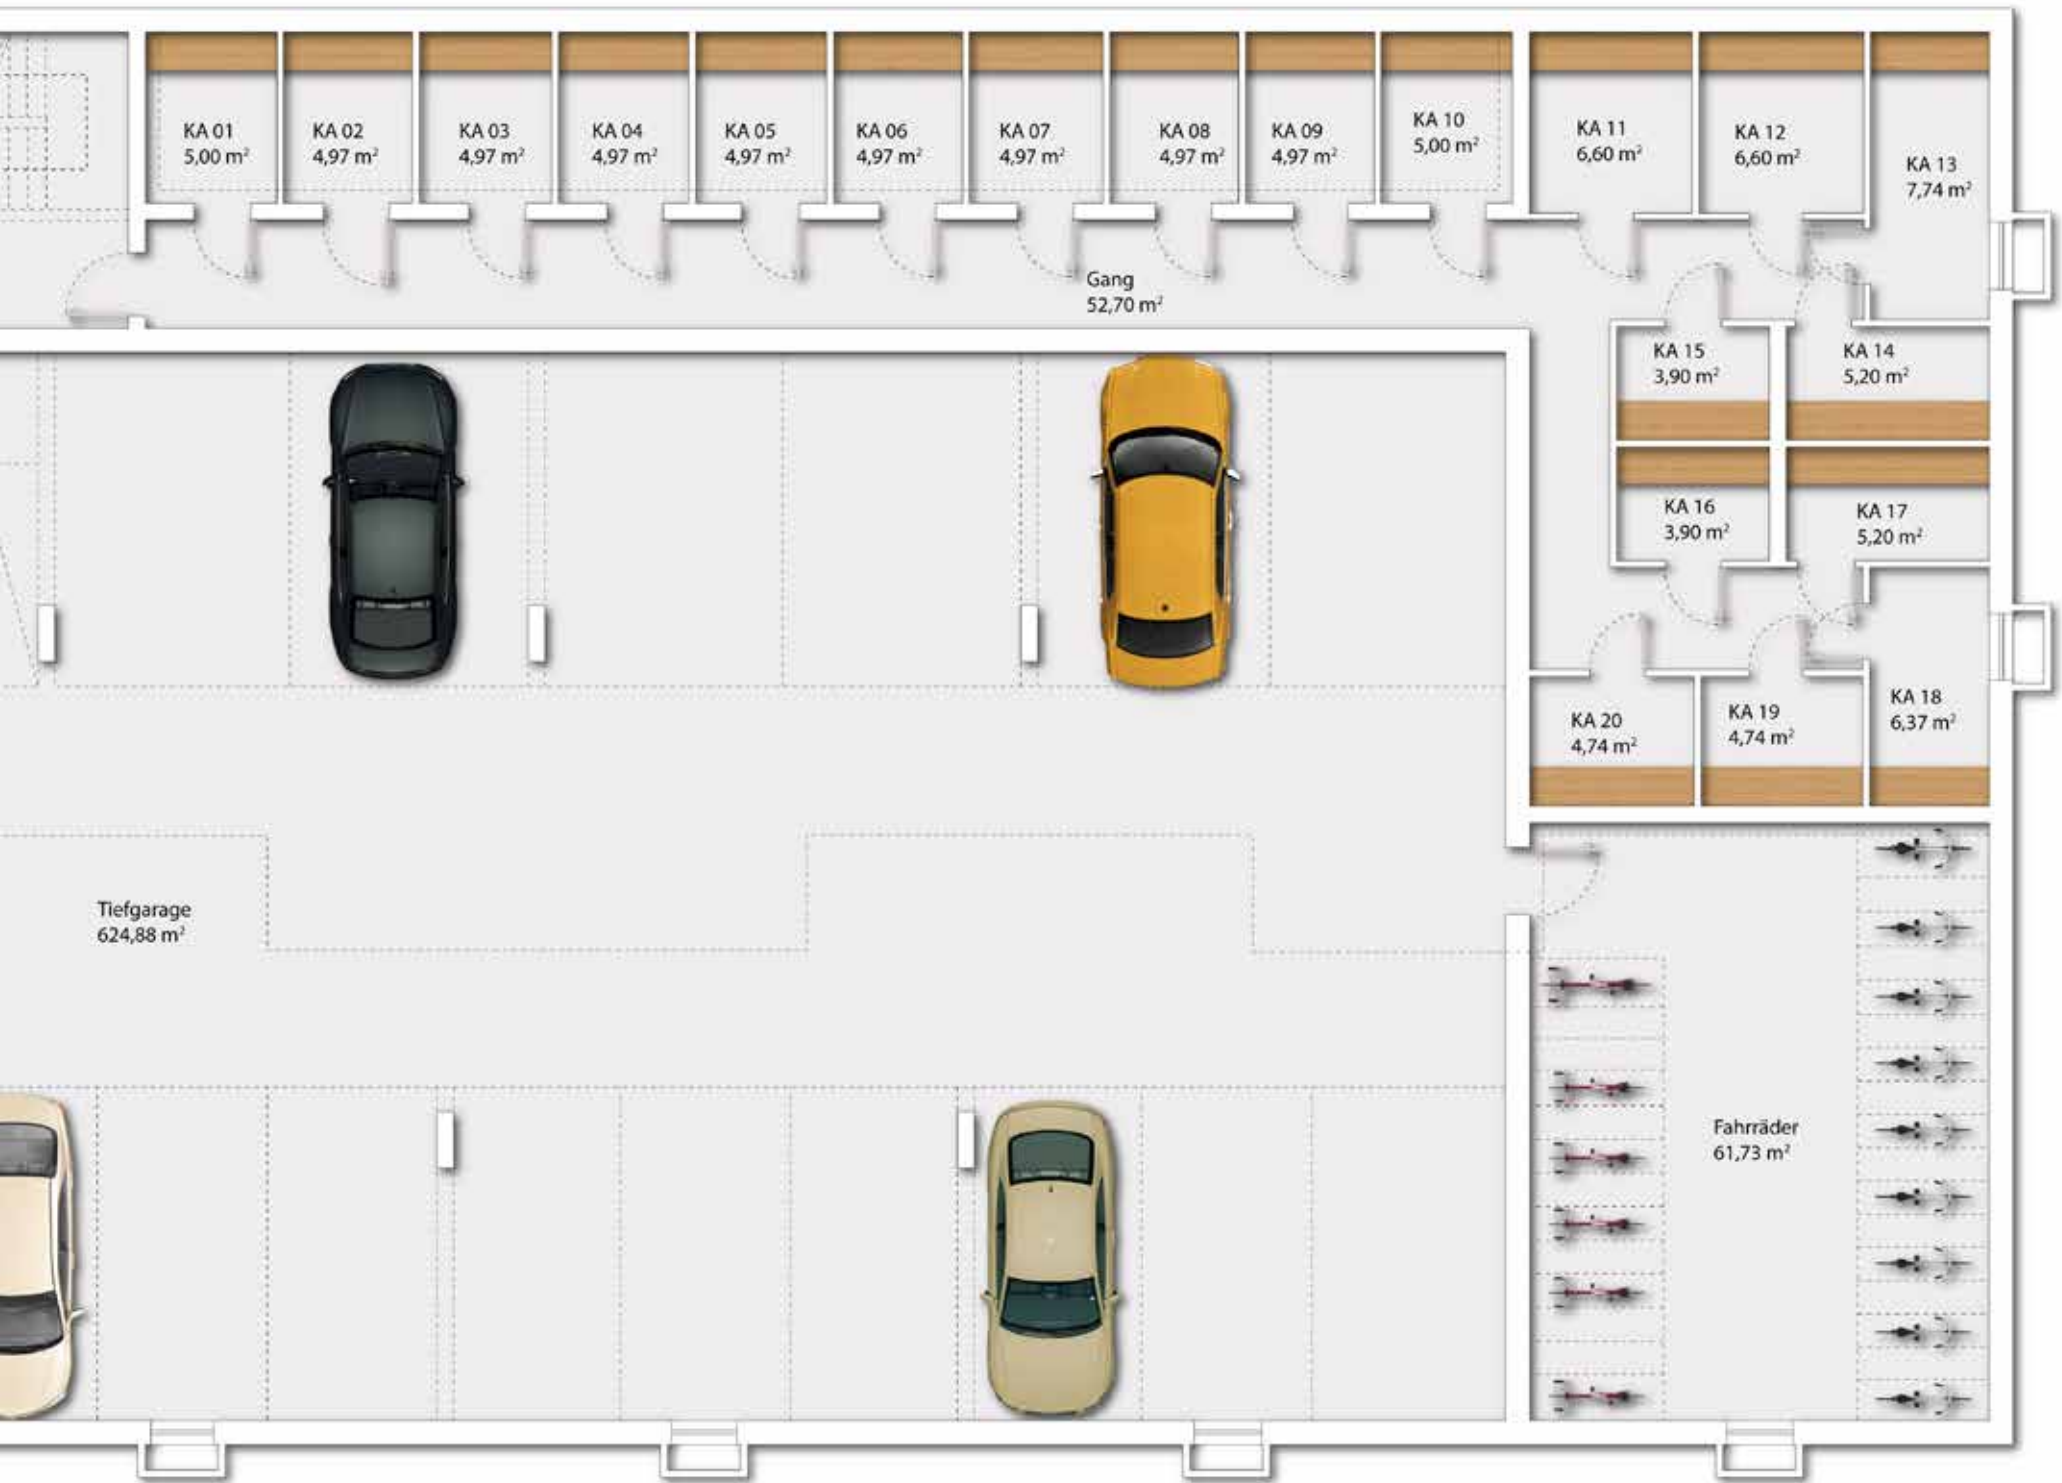 KA 01
5,00 m²
KA 02
4,97 m²
KA 03
4,97 m²
KA 04
4,97 m²
KA 05
4,97 m²
KA 06
4,97 m²
KA 07
4,97 m²
KA 08
4,97 m²
KA 09
4,97 m²
KA 10
5,00 m²
KA 11
6,60 m²
KA 12
6,60 m²
KA 13
7,74 m²
Gang
52,70 m²
KA 15
3,90 m²
KA 14
5,20 m²
KA 16
3,90 m²
KA 17
5,20 m²
KA 20
4,74 m²
KA 19
4,74 m²
KA 18
6,37 m²
Tiefgarage
624,88 m²
Fahrräder
61,73 m²